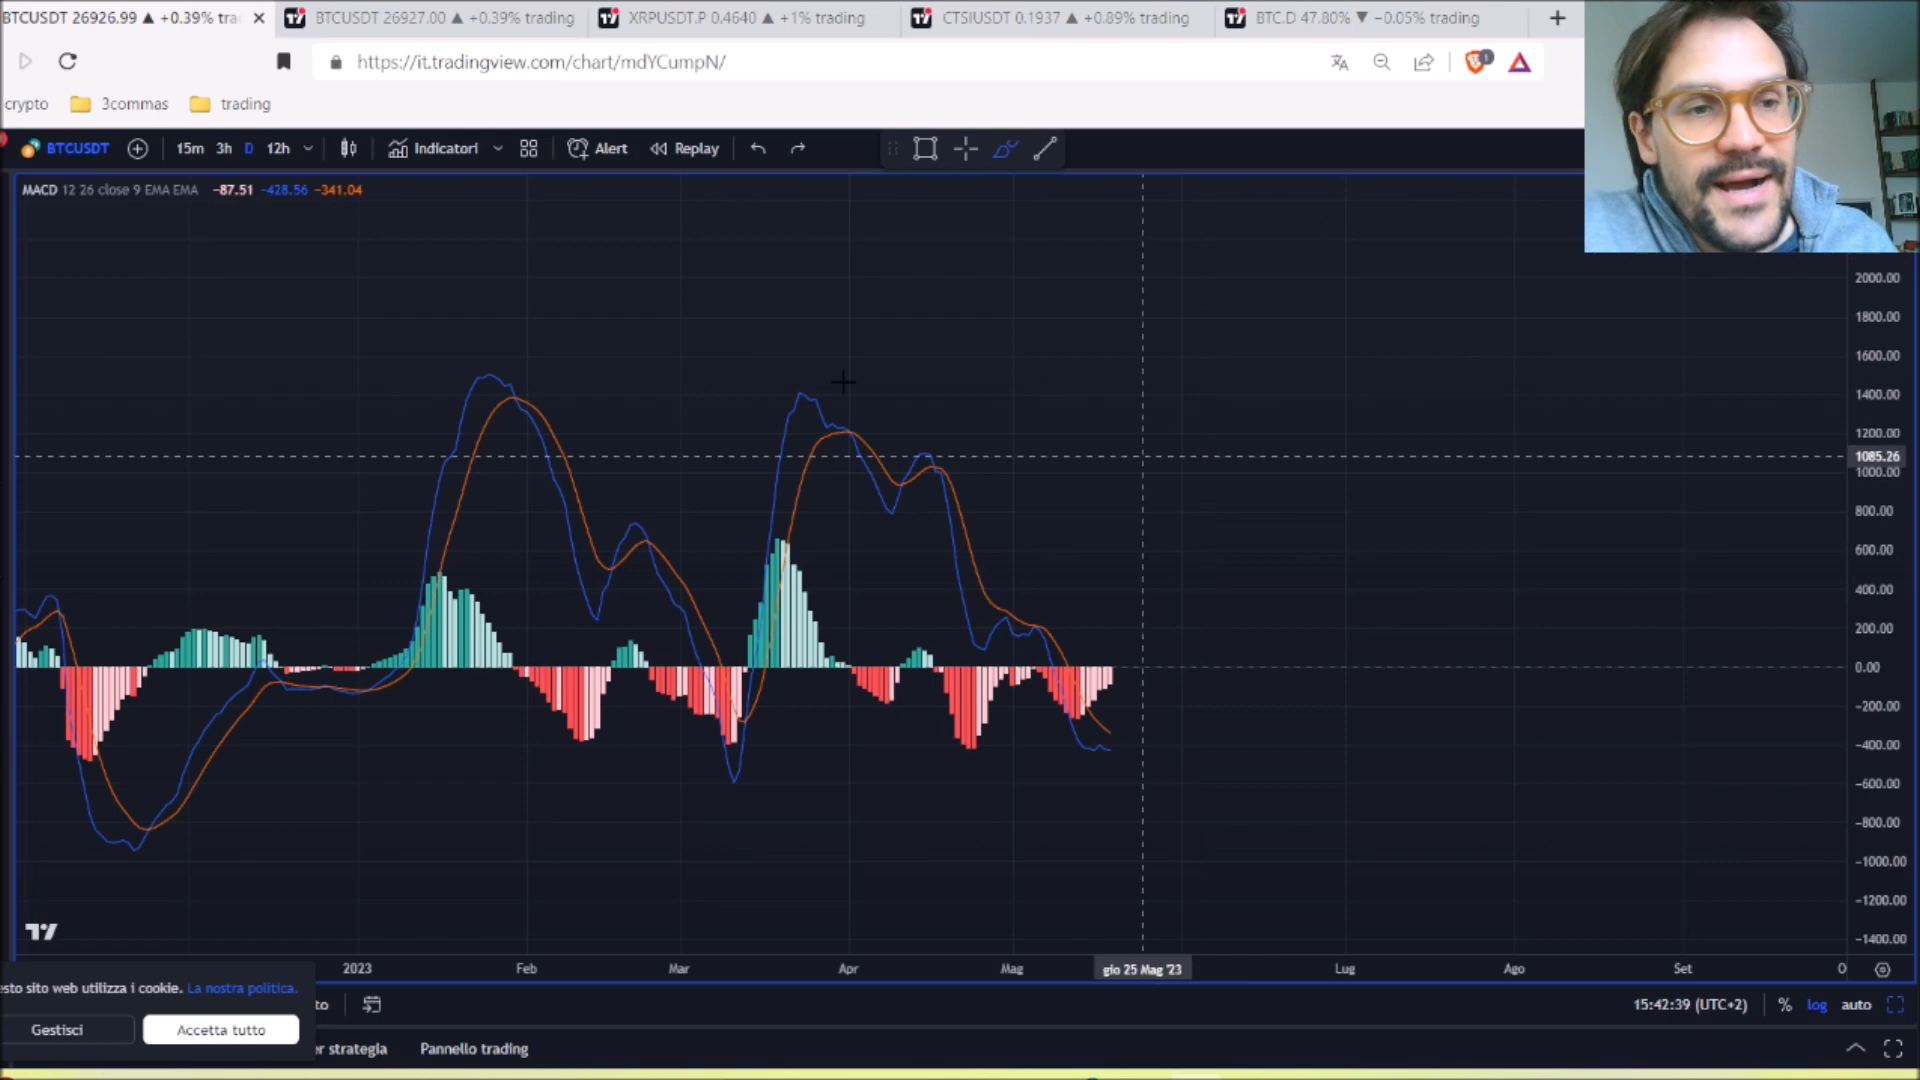 BTCUSDT 26926.99 ▲ +0.39% tra
BTCUSDT 26927.00 ▲ +0.39% trading
XRPUSDT.P 0.4640 ▲ +1% trading
CTSIUSDT 0.1937 ▲ +0.89% trading
BTC.D 47.80% ▼ −0.05% trading
https://it.tradingview.com/chart/mdYCumpN/
1
crypto
3commas
trading
BTCUSDT
15m 3h D 12h
Indicatori
Alert
Replay
MACD 12 26 close 9 EMA EMA −87.51 −428.56 −341.04
2000.00
1800.00
1600.00
1400.00
1200.00
1085.26
1000.00
800.00
600.00
400.00
200.00
0.00
−200.00
−400.00
−600.00
−800.00
−1000.00
−1200.00
−1400.00
2023 Feb Mar Apr Mag gio 25 Mag '23 Lug Ago Set O
esto sito web utilizza i cookie. La nostra politica.
to
15:42:39 (UTC+2) % log auto
Gestisci
Accetta tutto
er strategia
Pannello trading